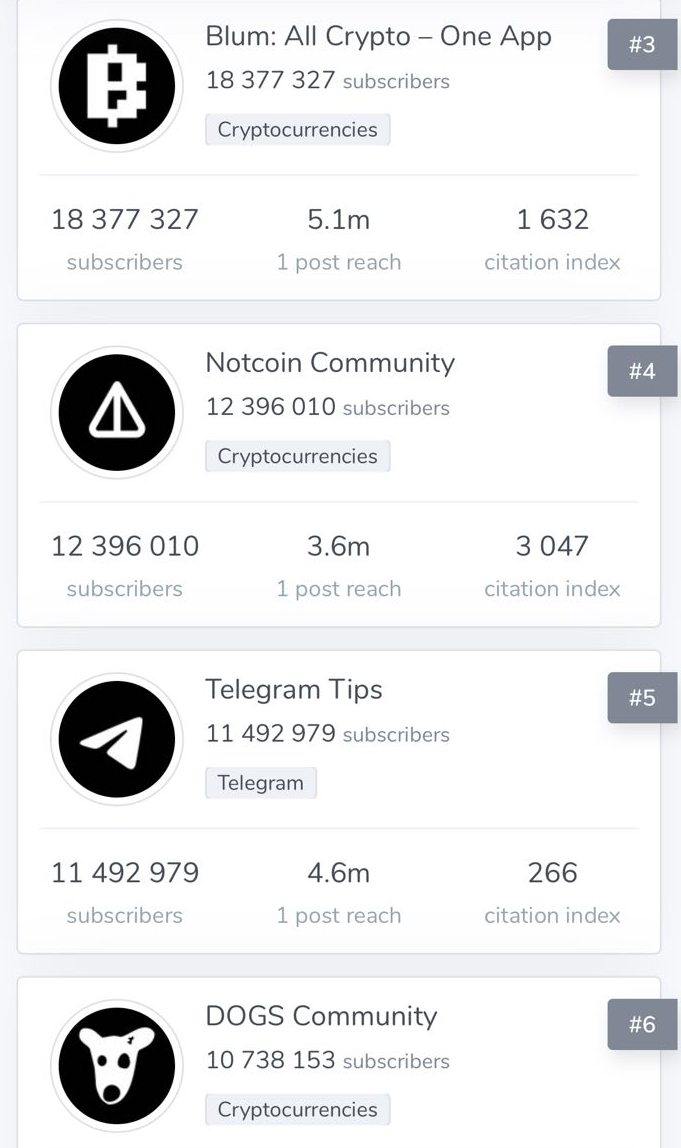 Blum: All Crypto – One App
#3
18 377 327 subscribers
Cryptocurrencies
18 377 327 5.1m 1 632
subscribers 1 post reach citation index
Notcoin Community
#4
12 396 010 subscribers
Cryptocurrencies
12 396 010 3.6m 3 047
subscribers 1 post reach citation index
Telegram Tips
#5
11 492 979 subscribers
Telegram
11 492 979 4.6m 266
subscribers 1 post reach citation index
DOGS Community
#6
10 738 153 subscribers
Cryptocurrencies